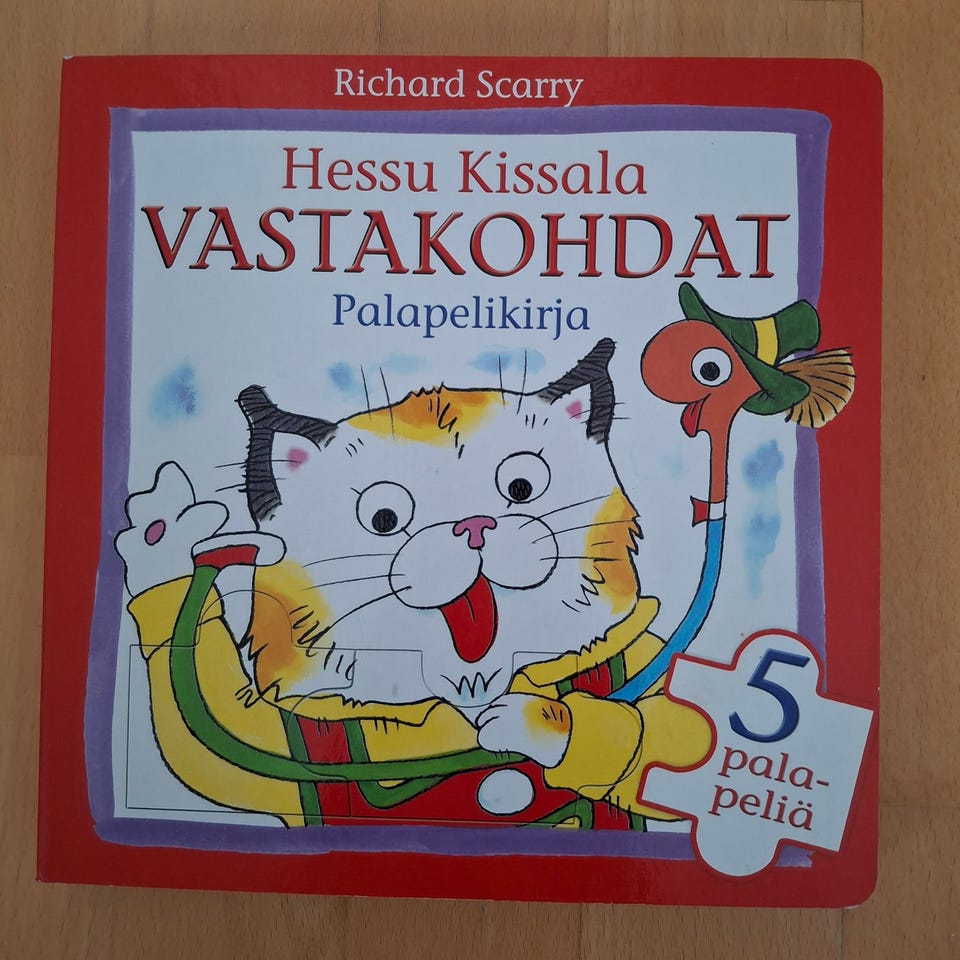 Richard Scarry
Hessu Kissala
VASTAKOHDAT
Palapelikirja
5
pala-
peliä